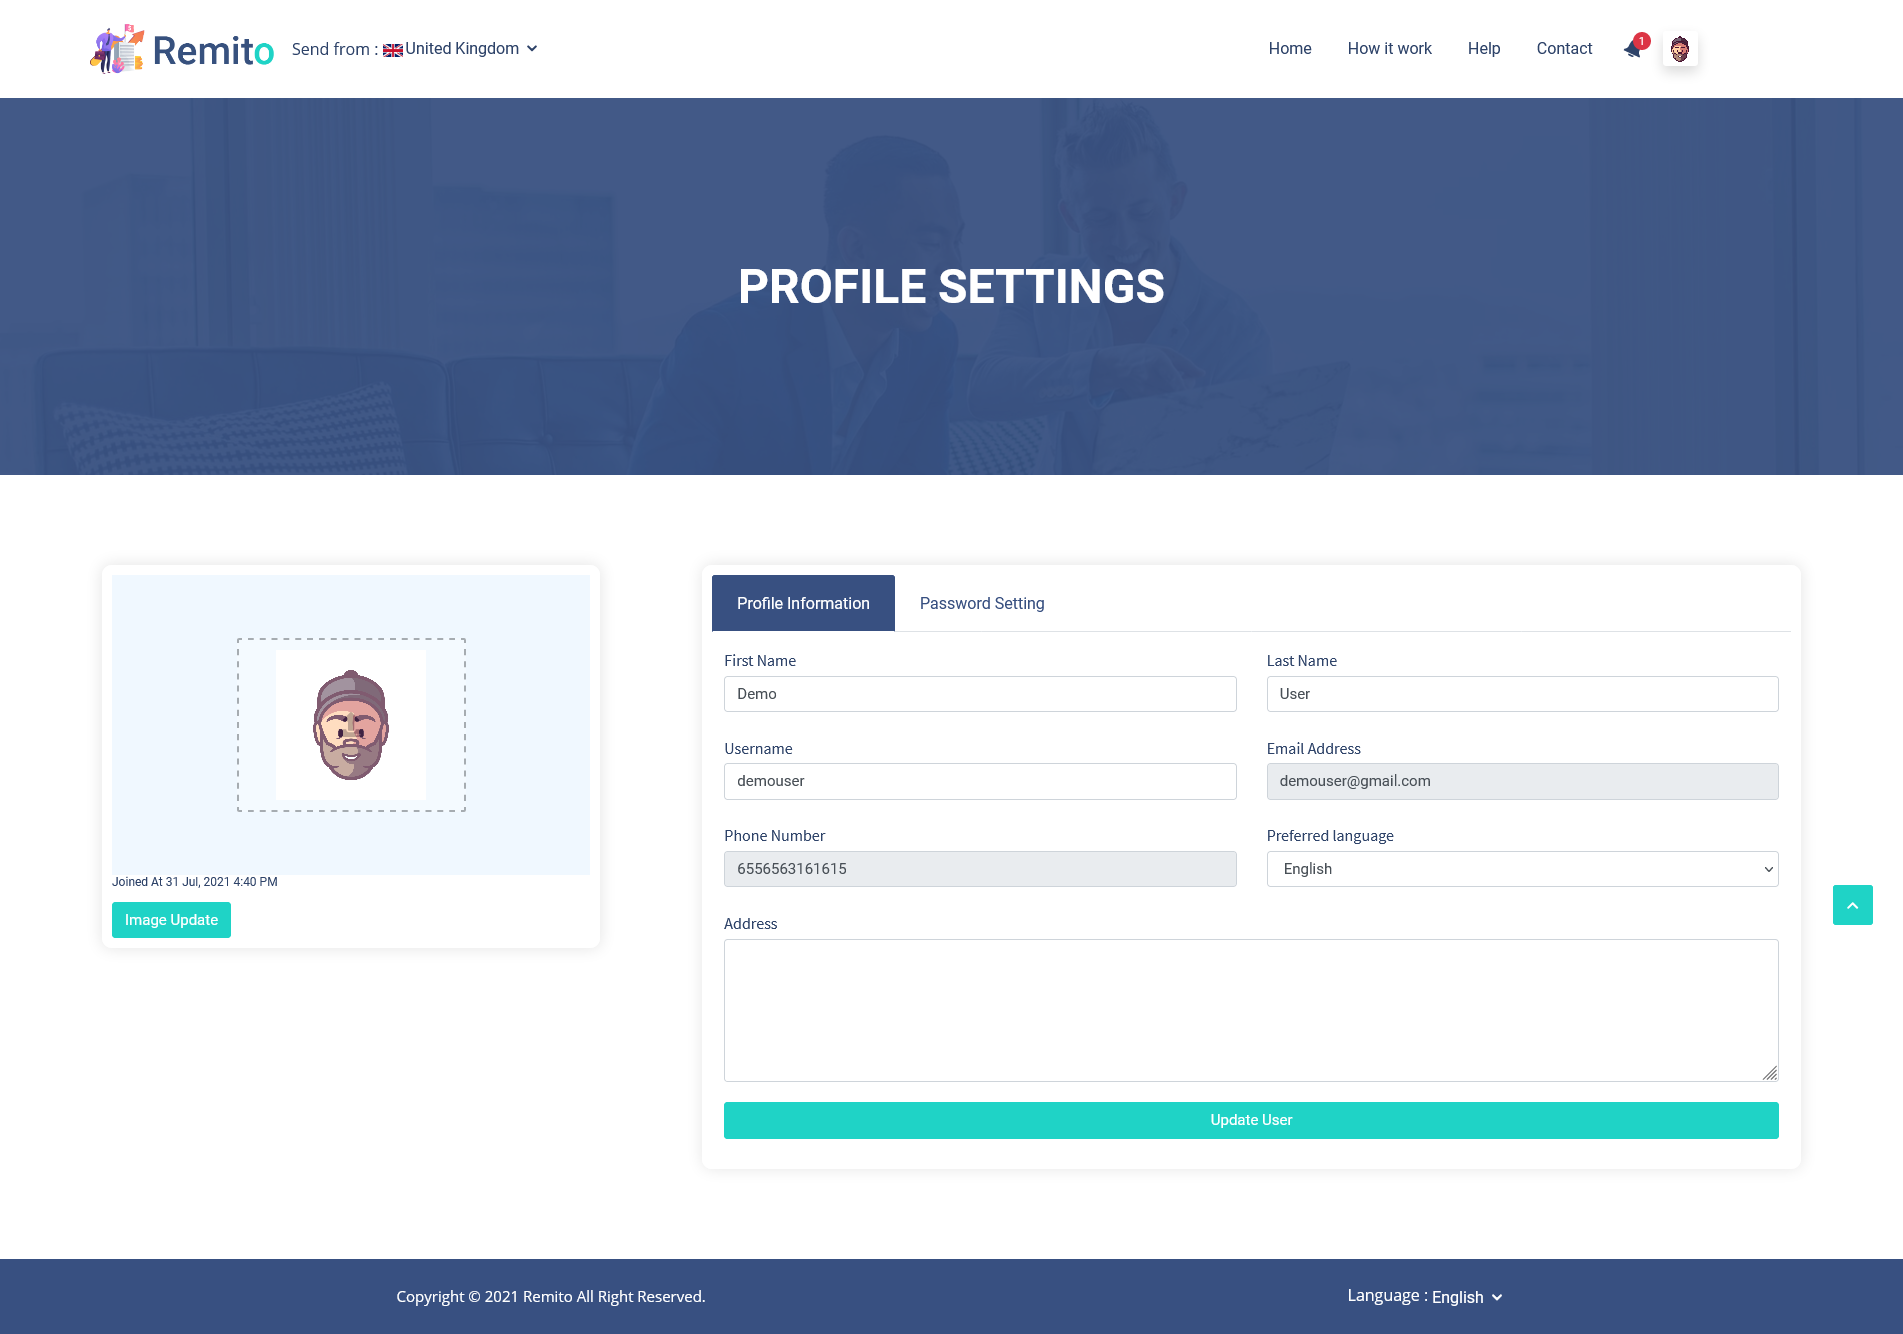 Remito
Send from : United Kingdom
Home
How it work
Help
Contact
1
PROFILE SETTINGS
Joined At 31 Jul, 2021 4:40 PM
Image Update
Profile Information
Password Setting
First Name
Demo
Last Name
User
Username
demouser
Email Address
demouser@gmail.com
Phone Number
6556563161615
Preferred language
English
Address
Update User
Copyright © 2021 Remito All Right Reserved.
Language : English